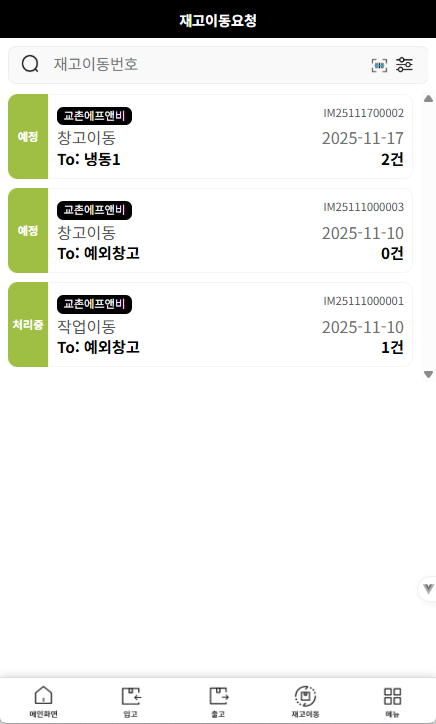 재고이동요청
재고이동번호
예정
교촌에프앤비
IM25111700002
창고이동
2025-11-17
To: 냉동1
2건
예정
교촌에프앤비
IM25111000003
창고이동
2025-11-10
To: 예외창고
0건
처리중
교촌에프앤비
IM25111000001
작업이동
2025-11-10
To: 예외창고
1건
메인화면
입고
출고
재고이동
메뉴